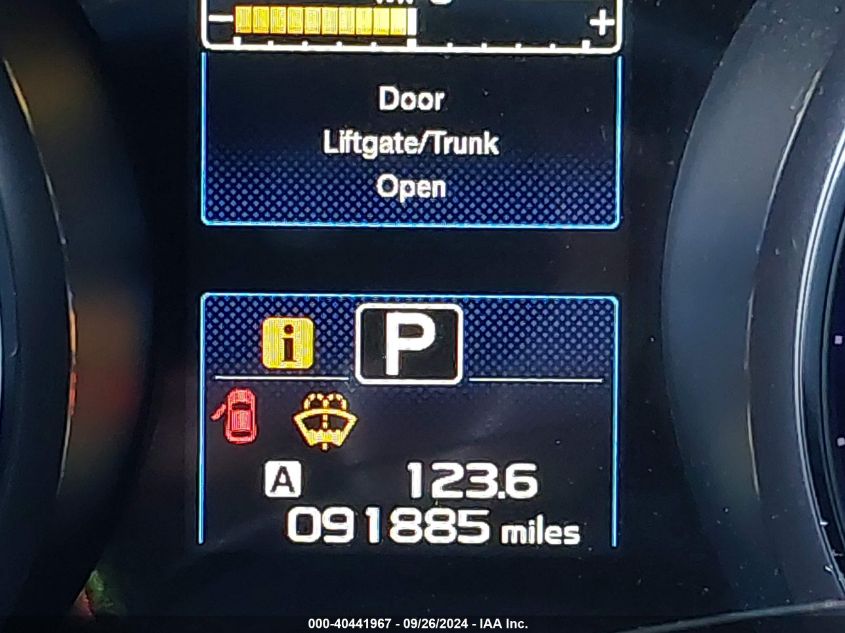 − +
Door
Liftgate/Trunk
Open
i P
A 123.6
091885 miles
000-40441967 - 09/26/2024 - IAA Inc.